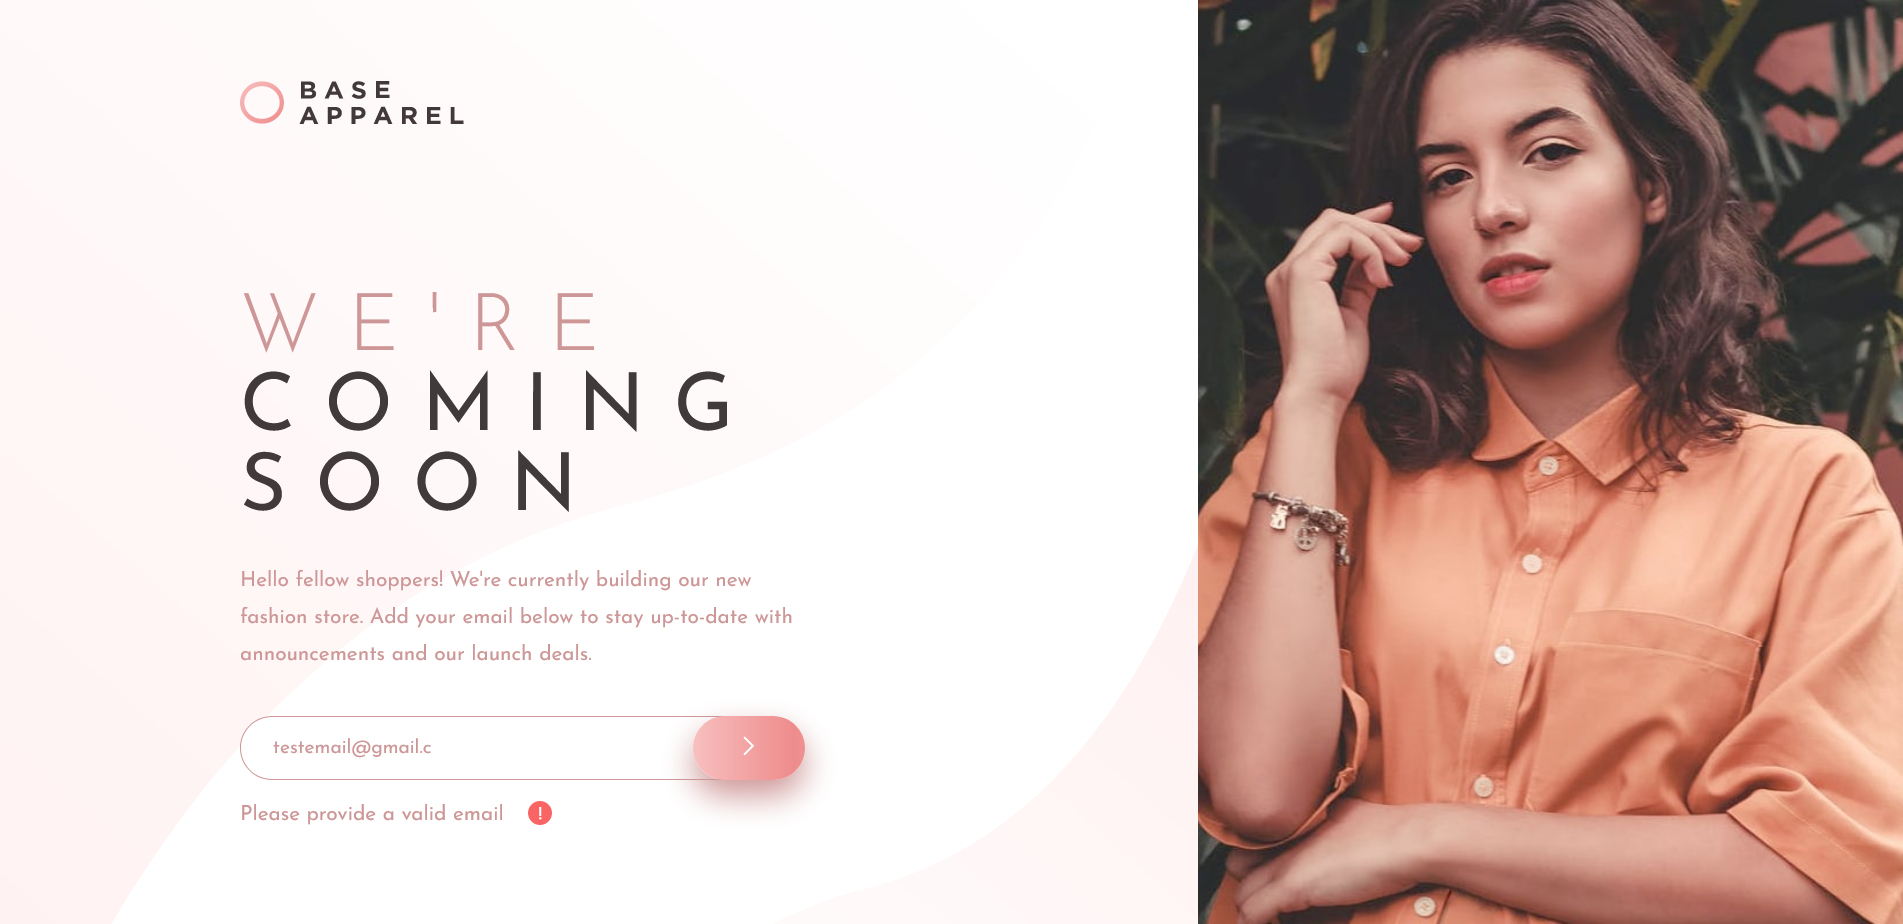 BASE
APPAREL
WE'RE
COMING
SOON
Hello fellow shoppers! We're currently building our new
fashion store. Add your email below to stay up-to-date with
announcements and our launch deals.
testemail@gmail.c
Please provide a valid email !